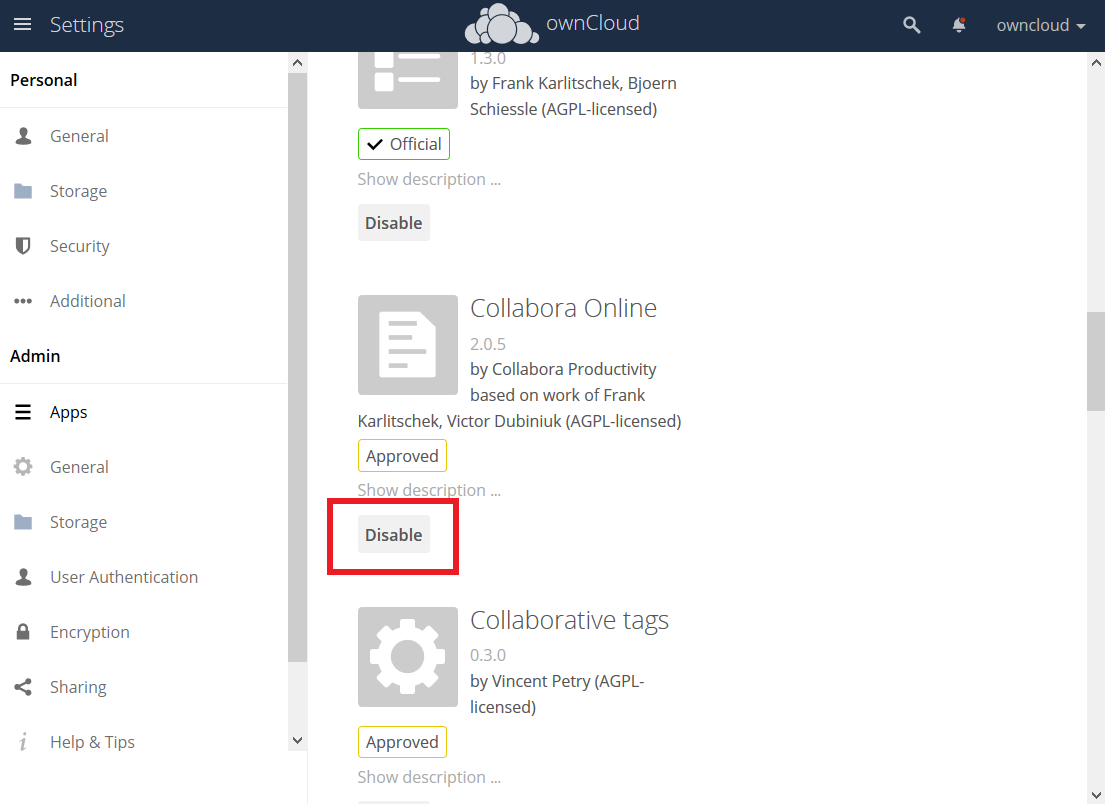 Settings
ownCloud
owncloud
Personal
General
Storage
Security
Additional
Admin
Apps
General
Storage
User Authentication
Encryption
Sharing
Help & Tips
1.3.0
by Frank Karlitschek, Bjoern
Schiessle (AGPL-licensed)
Official
Show description ...
Disable
Collabora Online
2.0.5
by Collabora Productivity
based on work of Frank
Karlitschek, Victor Dubiniuk (AGPL-licensed)
Approved
Show description ...
Disable
Collaborative tags
0.3.0
by Vincent Petry (AGPL-
licensed)
Approved
Show description ...